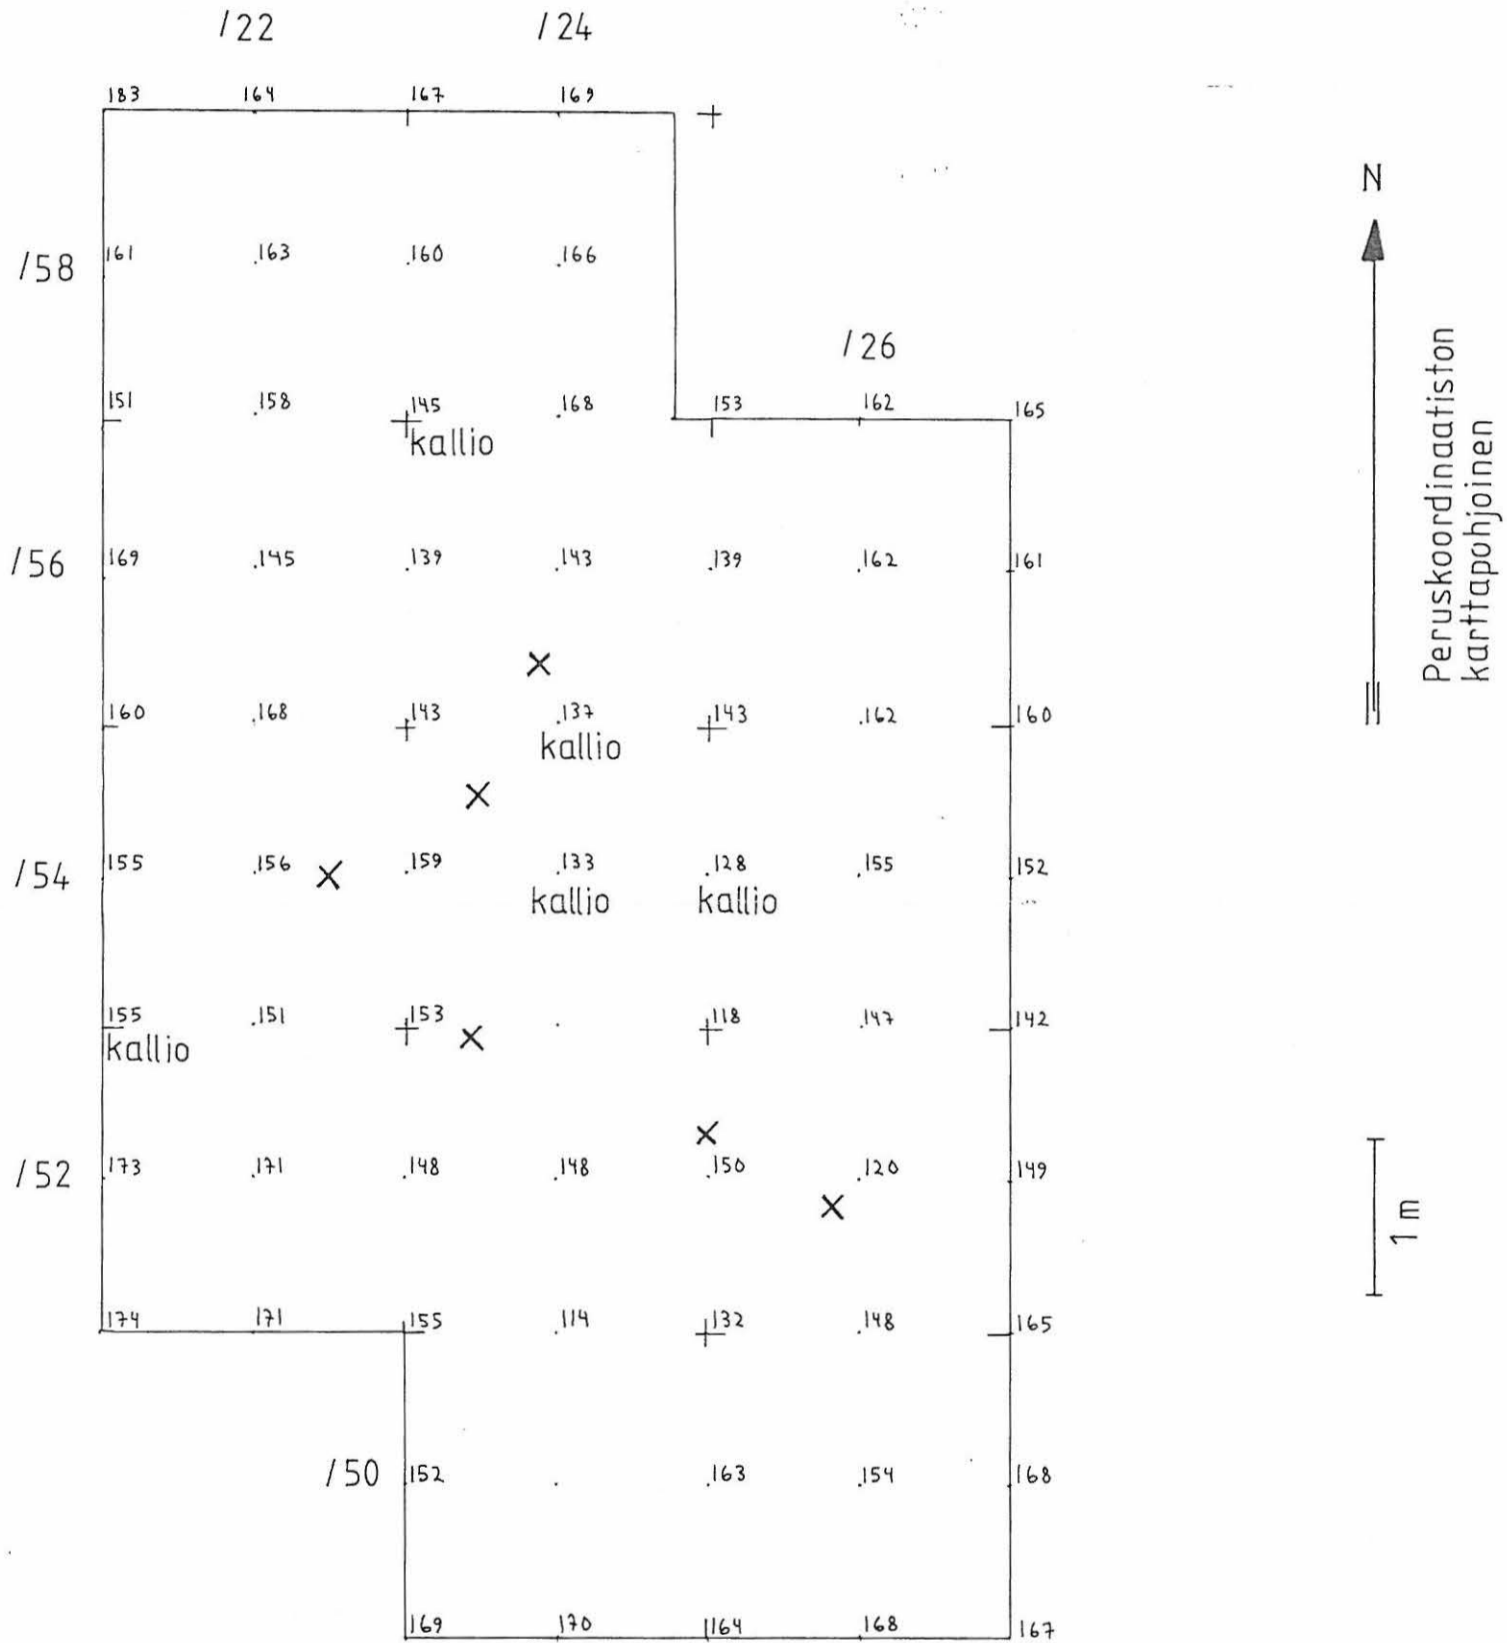 /22 /24
183 164 167 169
N
/58 161 163 160 166
/26
151 158 145 168 153 162 165
kallio
Peruskoordinaatiston
karttapohjoinen
/56 169 145 139 143 139 162 161
160 168 143 137 143 162 160
kallio
/54 155 156 159 133 128 155 152
kallio kallio
155 151 153 118 147 142
kallio
/52 173 171 148 148 150 120 149
1 m
174 171 155 114 132 148 165
/50 152 163 154 168
169 170 164 168 167